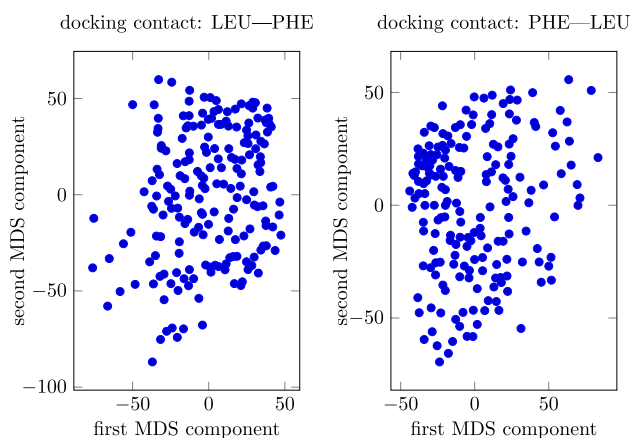 docking contact: LEU—PHE
50
0
−50
−100
−50
0
50
first MDS component
second MDS component
docking contact: PHE—LEU
50
0
−50
−50
0
50
first MDS component
second MDS component